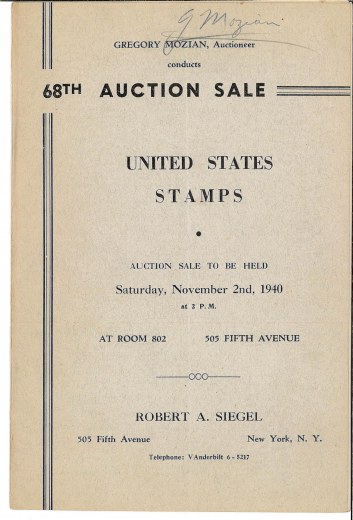 G Mozian
GREGORY MOZIAN, Auctioneer
conducts
68TH AUCTION SALE
UNITED STATES
STAMPS
•
AUCTION SALE TO BE HELD
Saturday, November 2nd, 1940
at 2 P. M.
AT ROOM 802 505 FIFTH AVENUE
ROBERT A. SIEGEL
505 Fifth Avenue New York, N. Y.
Telephone: VAnderbilt 6 - 5217